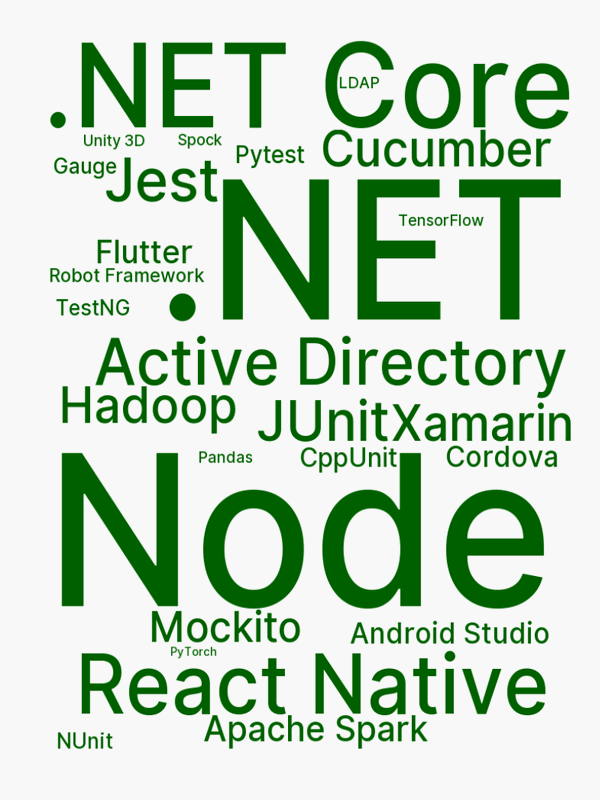 .NET Core
LDAP
Unity 3D
Spock
Cucumber
Pytest
Gauge
Jest
.NET
TensorFlow
Flutter
Robot Framework
TestNG
Active Directory
Hadoop
JUnit
Xamarin
Pandas
CppUnit
Cordova
Node
Mockito
Android Studio
PyTorch
React Native
Apache Spark
NUnit